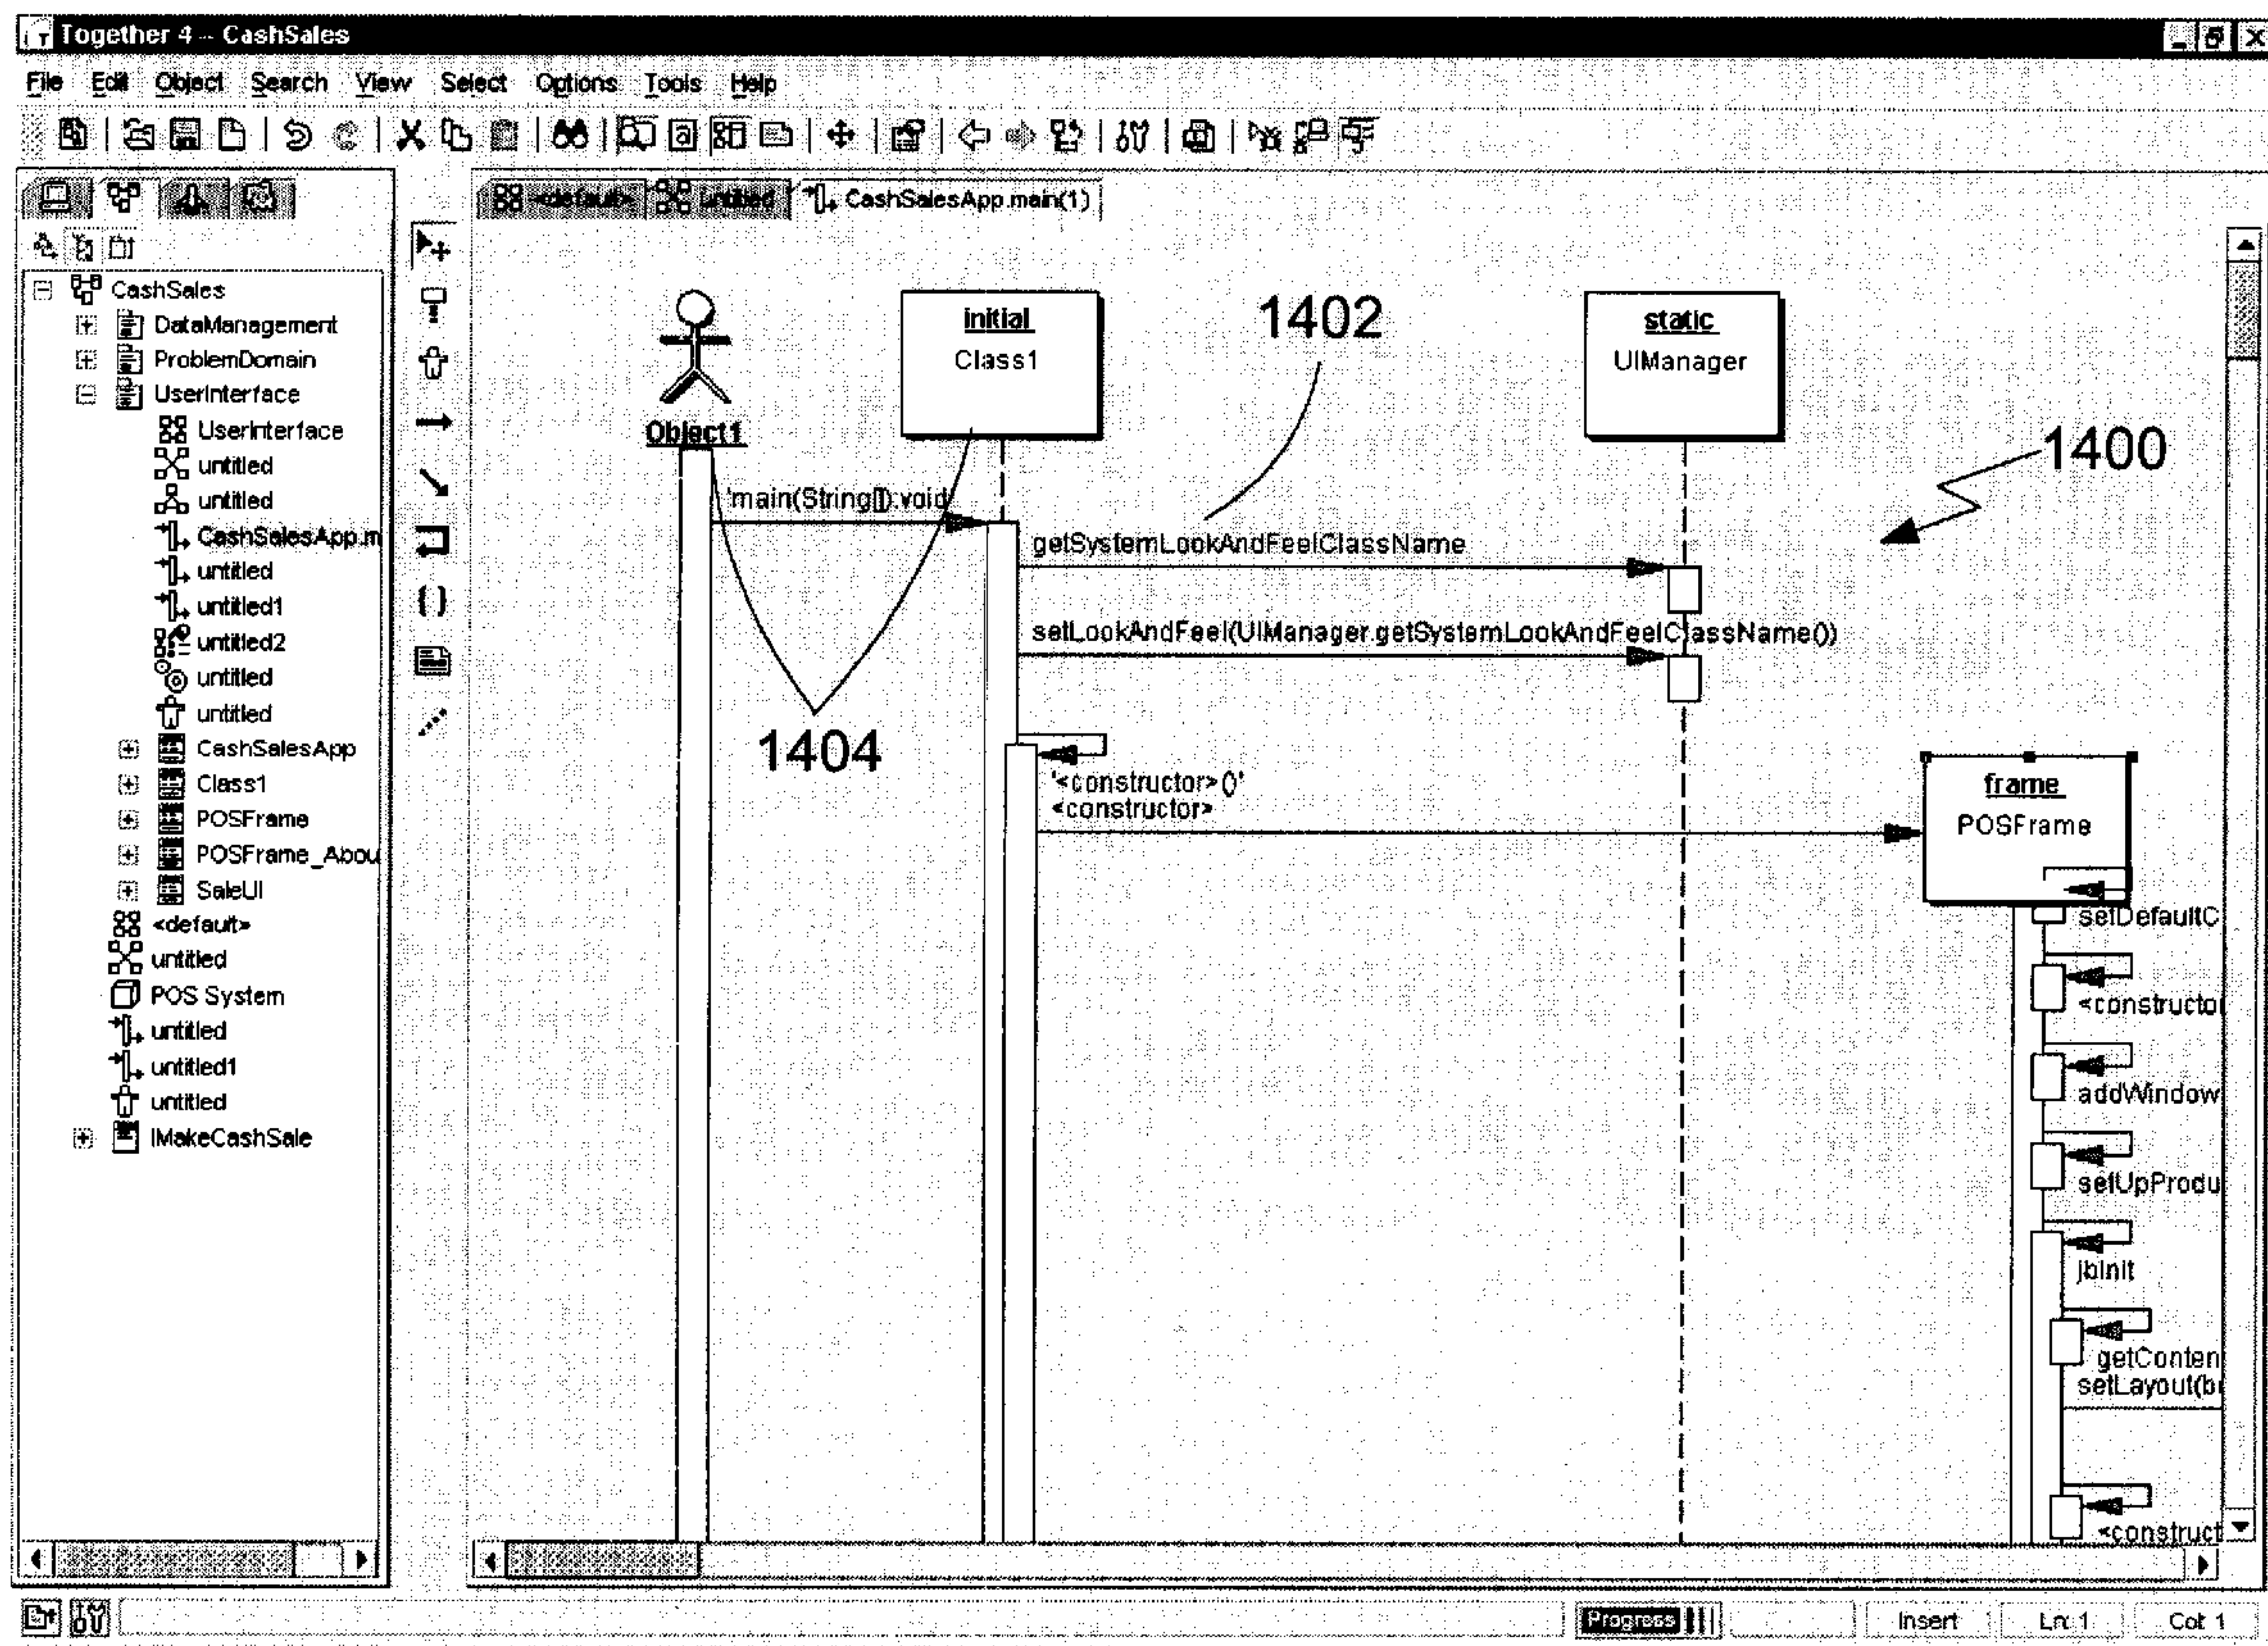 Together 4 -- CashSales
File Edit Object Search View Select Options Tools Help
<default> untitled CashSalesApp.main(1)
CashSales
DataManagement
ProblemDomain
UserInterface
UserInterface
untitled
untitled
CashSalesApp.m
untitled
untitled1
untitled2
untitled
untitled
CashSalesApp
Class1
POSFrame
POSFrame_Abou
SaleUI
<default>
untitled
POS System
untitled
untitled1
untitled
IMakeCashSale
Object1
initial
Class1
1402
static
UIManager
1400
'main(String[]):void
getSystemLookAndFeelClassName
setLookAndFeel(UIManager.getSystemLookAndFeelClassName())
1404
'<constructor>()'
<constructor>
frame
POSFrame
setDefaultC
<constructo
addWindow
setUpProdu
jbInit
getConten
setLayout(b
<construct
Progress Insert Ln: 1 Col: 1